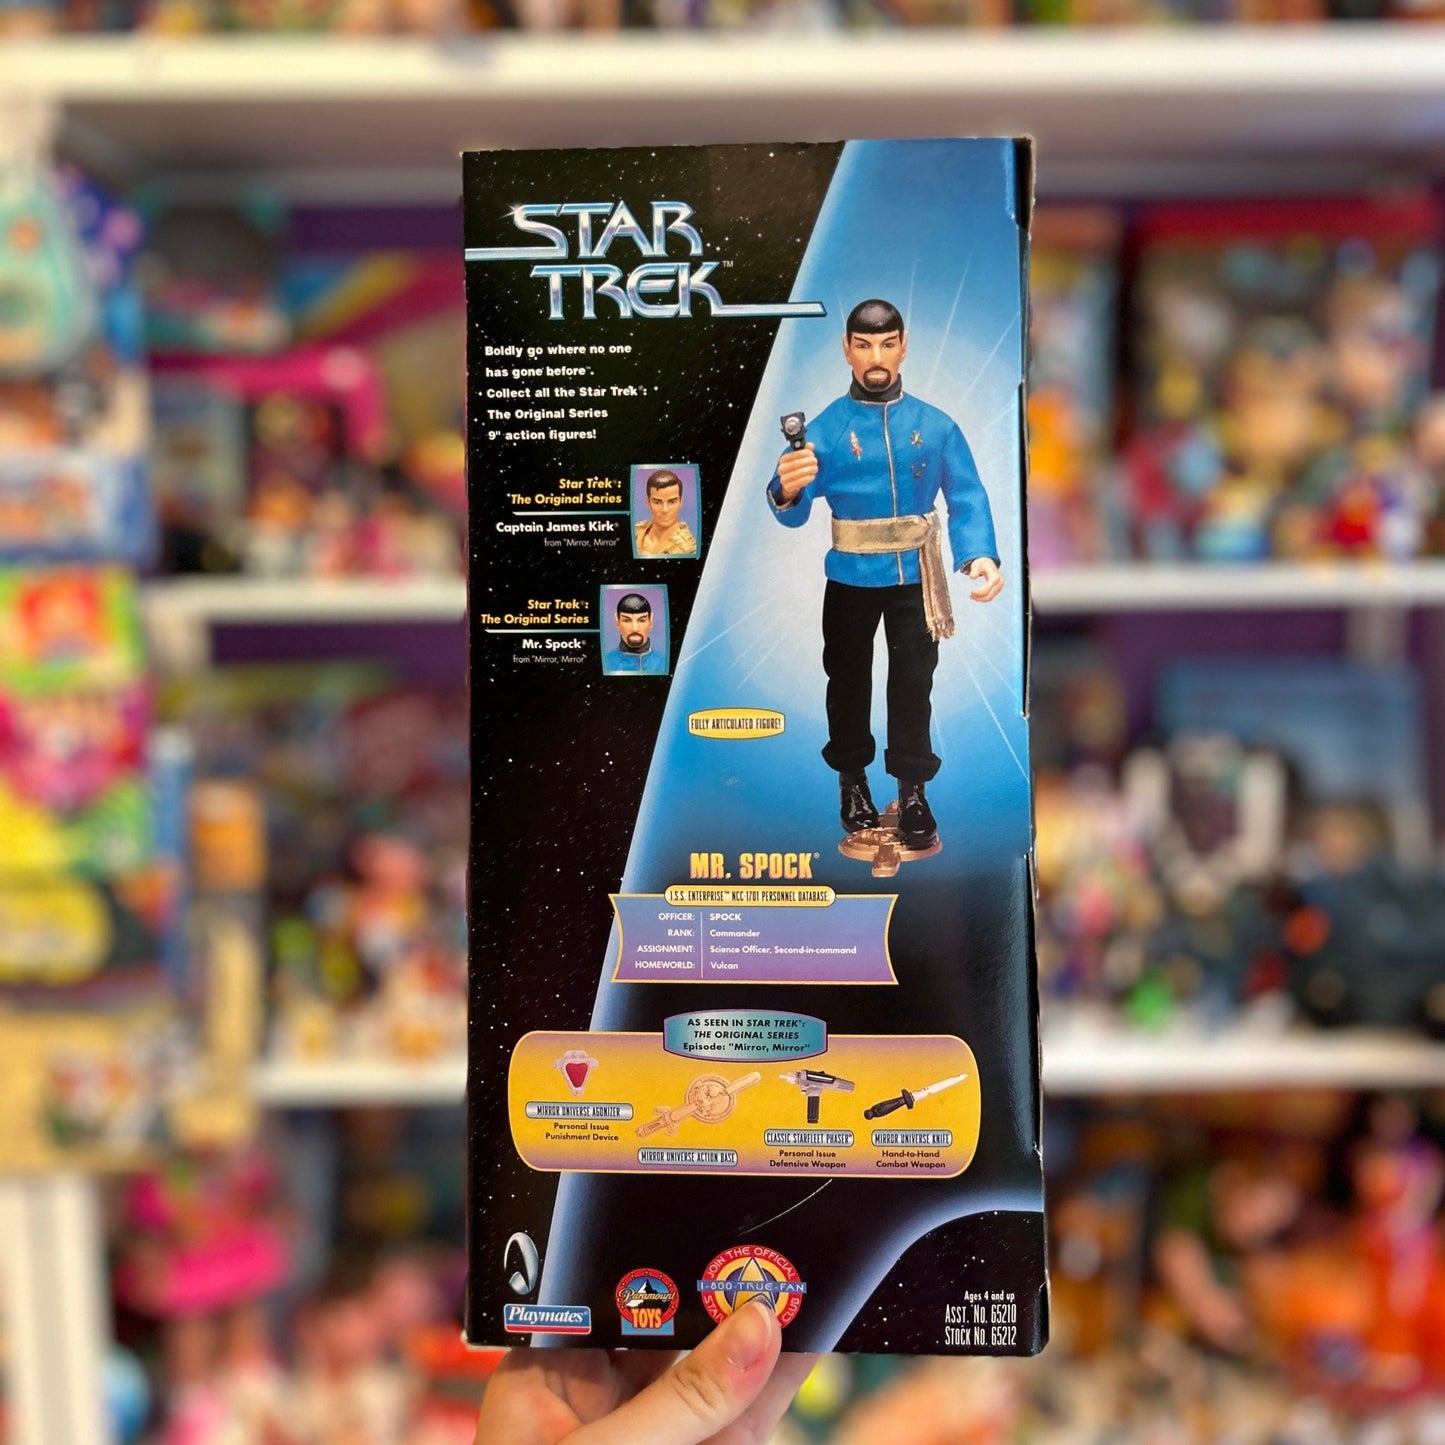 STAR
TREK™
Boldly go where no one
has gone before™.
Collect all the Star Trek®:
The Original Series
9" action figures!
Star Trek®:
The Original Series
Captain James Kirk®
from "Mirror, Mirror"
Star Trek®:
The Original Series
Mr. Spock®
from "Mirror, Mirror"
FULLY ARTICULATED FIGURE!
MR. SPOCK®
I.S.S. ENTERPRISE™ NCC-1701 PERSONNEL DATABASE:
OFFICER: SPOCK
RANK: Commander
ASSIGNMENT: Science Officer, Second-in-command
HOMEWORLD: Vulcan
AS SEEN IN STAR TREK®:
THE ORIGINAL SERIES
Episode: "Mirror, Mirror"
MIRROR UNIVERSE AGONIZER
Personal Issue
Punishment Device
MIRROR UNIVERSE ACTION BASE
CLASSIC STARFLEET PHASER®
Personal Issue
Defensive Weapon
MIRROR UNIVERSE KNIFE
Hand-to-Hand
Combat Weapon
Playmates®
Paramount
TOYS
JOIN THE OFFICIAL
1-800-TRUE-FAN
STAR CLUB
Ages 4 and up
ASST. NO. 65210
STOCK NO. 65212